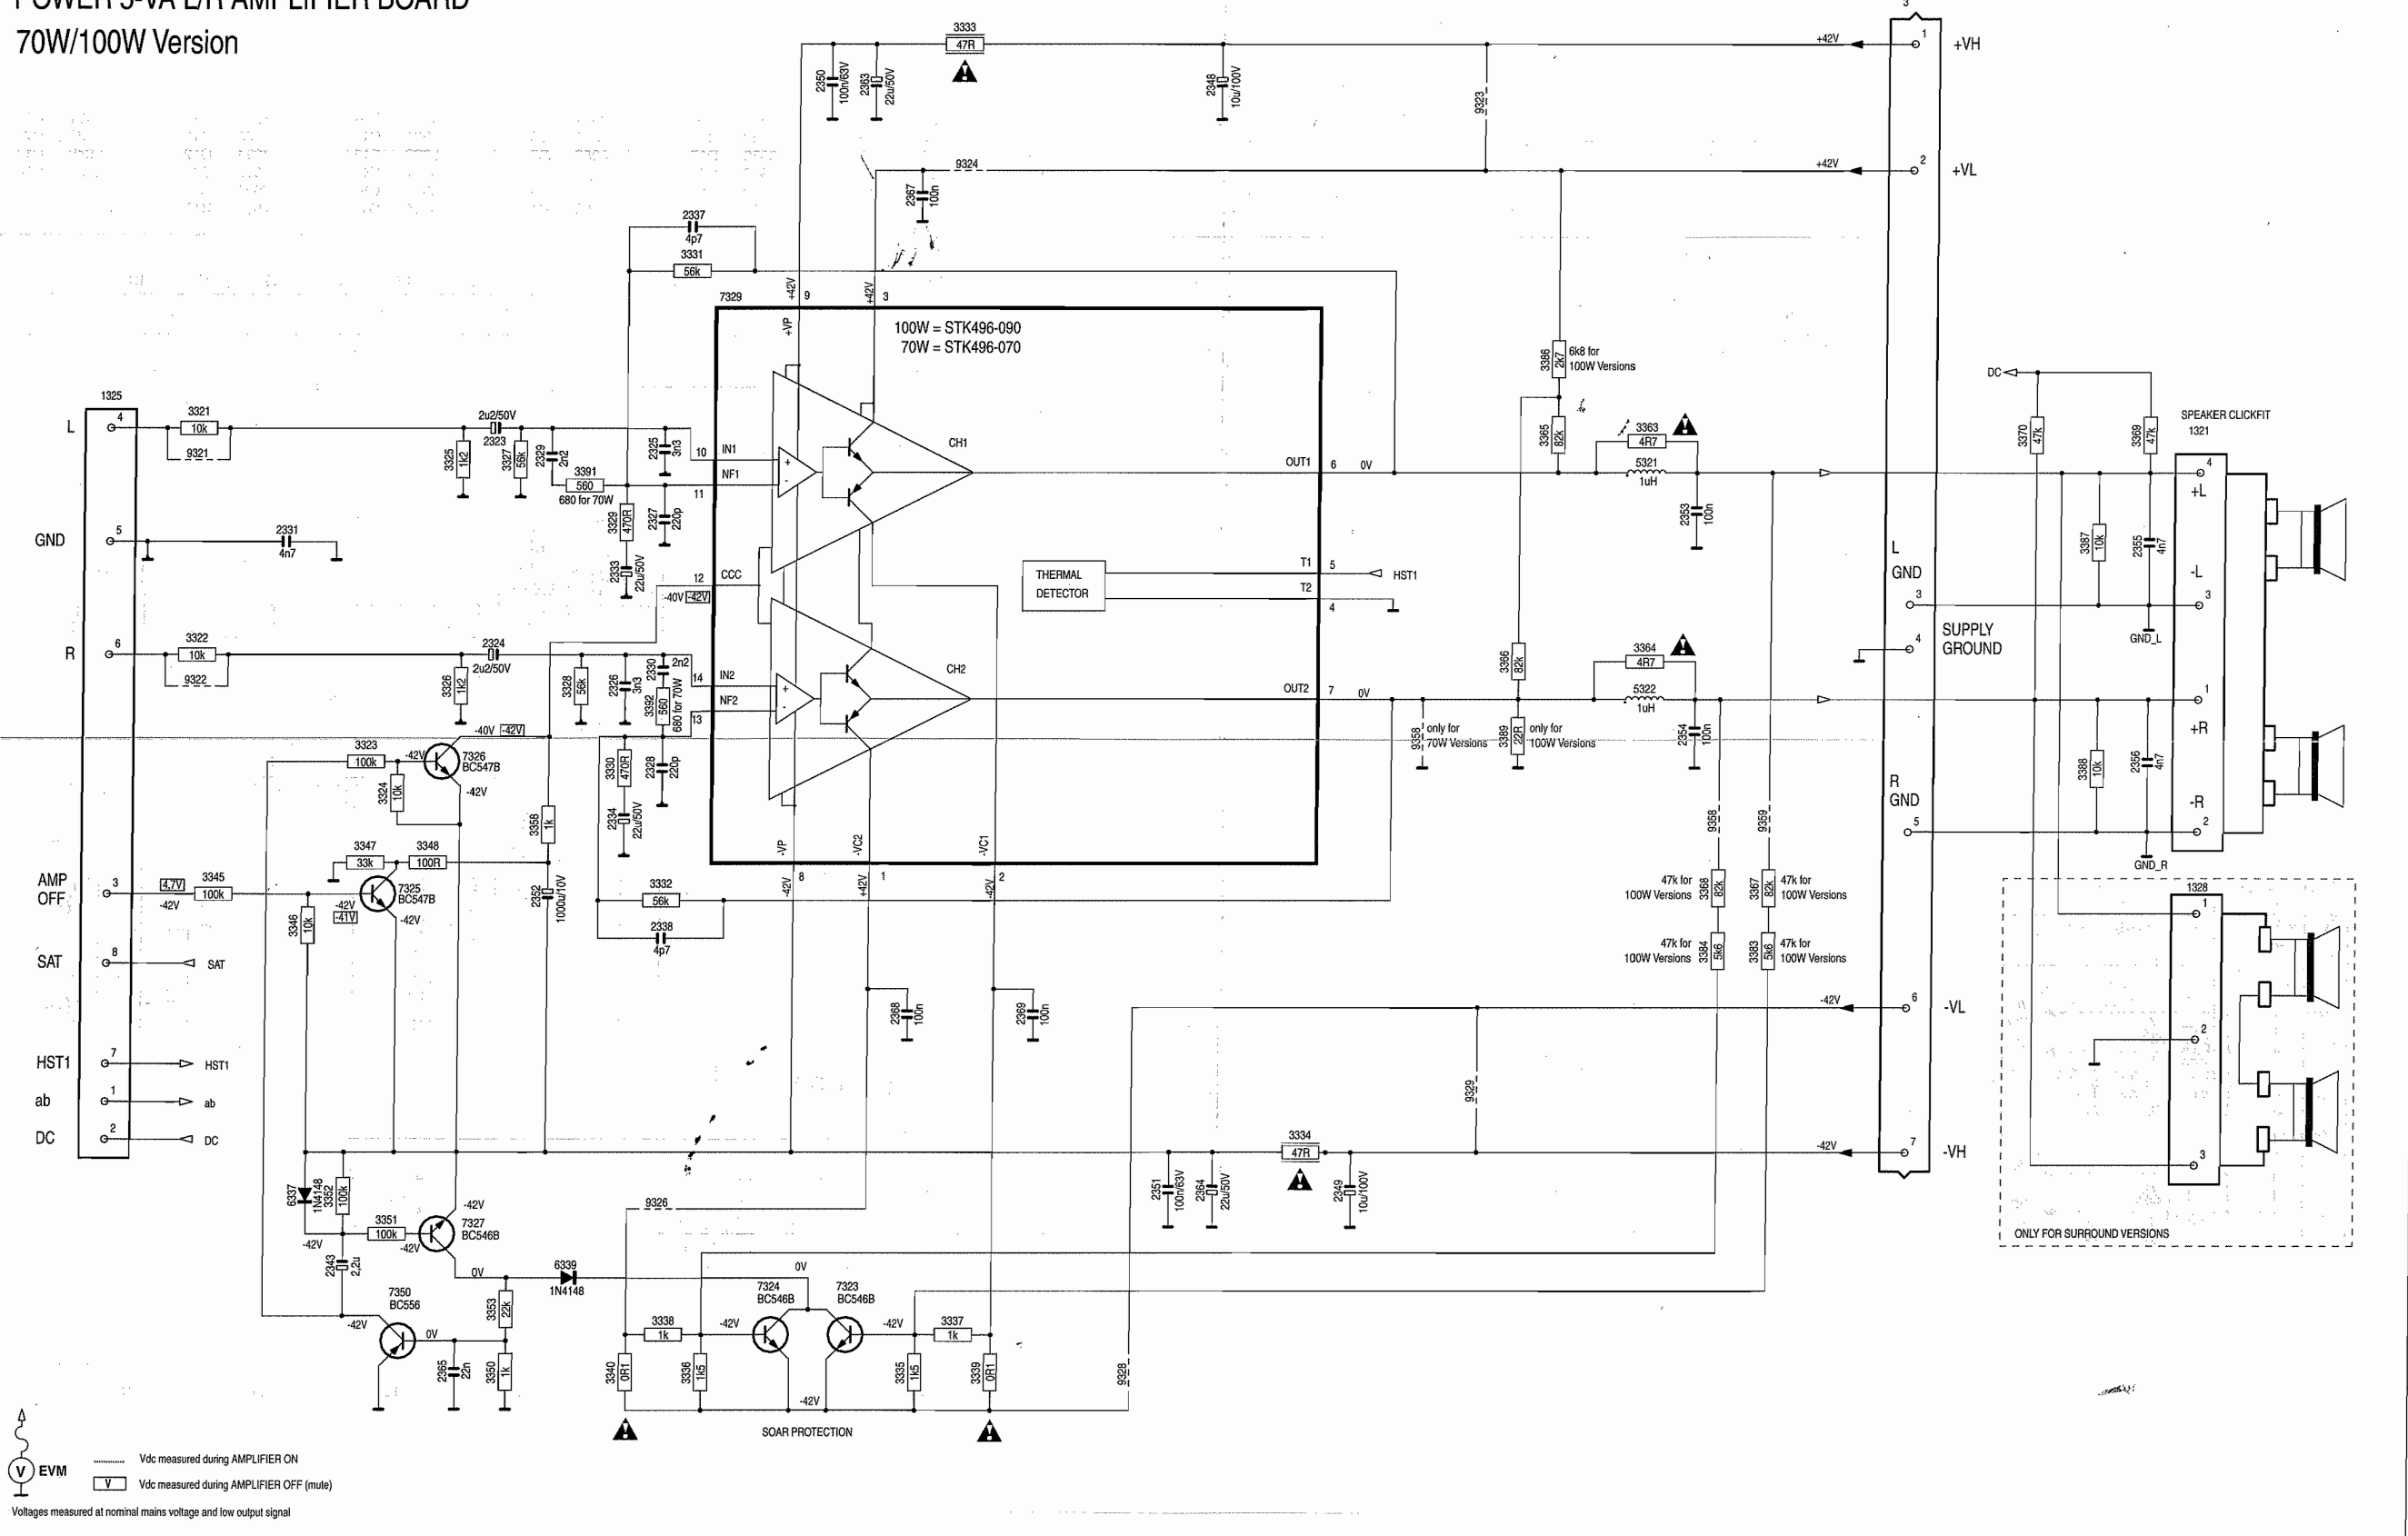 POWER 5-VA L/R AMPLIFIER BOARD
70W/100W Version
3333
47R
2350
100n/63V
2363
22u/50V
2348
10u/100V
9323
+42V
3
1
+VH
9324
2367
100n
+42V
2
+VL
2337
4p7
3331
56k
7329
+42V
9
+42V
3
+VP
100W = STK496-090
70W = STK496-070
3386
2k7
6k8 for
100W Versions
3365
82k
3363
4R7
5321
1uH
2353
100n
DC
3370
47k
3369
47k
SPEAKER CLICKFIT
1321
1325
L
4
3321
10k
9321
3325
1k2
2u2/50V
2323
3327
56k
2329
2n2
3391
560
680 for 70W
2325
3n3
10
IN1
NF1
11
CH1
OUT1
6
0V
3329
470R
2327
220p
2333
22u/50V
GND
5
2331
4n7
12
CCC
-40V
-42V
THERMAL
DETECTOR
T1
5
HST1
T2
4
4
+L
-L
3
3387
10k
2355
4n7
GND_L
L
GND
3
4
SUPPLY
GROUND
R
6
3322
10k
9322
3326
1k2
2324
2u2/50V
3328
56k
2326
3n3
2330
2n2
3392
560
680 for 70W
14
IN2
NF2
13
CH2
OUT2
7
0V
3366
82k
3364
4R7
5322
1uH
2354
100n
9358
only for
70W Versions
3389
22R
only for
100W Versions
1
+R
-R
2
3388
10k
2356
4n7
GND_R
R
GND
5
-40V
-42V
3323
100k
-42V
7326
BC547B
3324
10k
-42V
3330
470R
2328
220p
2334
22u/50V
3358
1k
3347
33k
3348
100R
AMP
OFF
3
4,7V
-42V
3345
100k
7325
BC547B
-42V
-41V
-42V
3346
10k
2352
1000u/10V
-VP
-VC2
-VC1
-42V
8
+42V
1
-42V
2
3332
56k
2338
4p7
9358
9359
47k for
100W Versions
3368
82k
3367
82k
47k for
100W Versions
47k for
100W Versions
3384
5k6
3383
5k6
47k for
100W Versions
1328
1
2
3
ONLY FOR SURROUND VERSIONS
SAT
8
SAT
HST1
7
HST1
ab
1
ab
DC
2
DC
2368
100n
2369
100n
-42V
6
-VL
9329
3334
47R
2351
100n/63V
2364
22u/50V
2349
10u/100V
-42V
7
-VH
6337
1N4148
3352
100k
3351
100k
-42V
-42V
-42V
7327
BC546B
2343
2,2u
9326
0V
6339
1N4148
0V
7350
BC556
-42V
0V
3353
22k
2365
22n
3350
1k
7324
BC546B
7323
BC546B
3338
1k
-42V
-42V
3337
1k
3340
0R1
3336
1k5
3335
1k5
3339
0R1
-42V
9328
SOAR PROTECTION
V
EVM
Vdc measured during AMPLIFIER ON
V
Vdc measured during AMPLIFIER OFF (mute)
Voltages measured at nominal mains voltage and low output signal